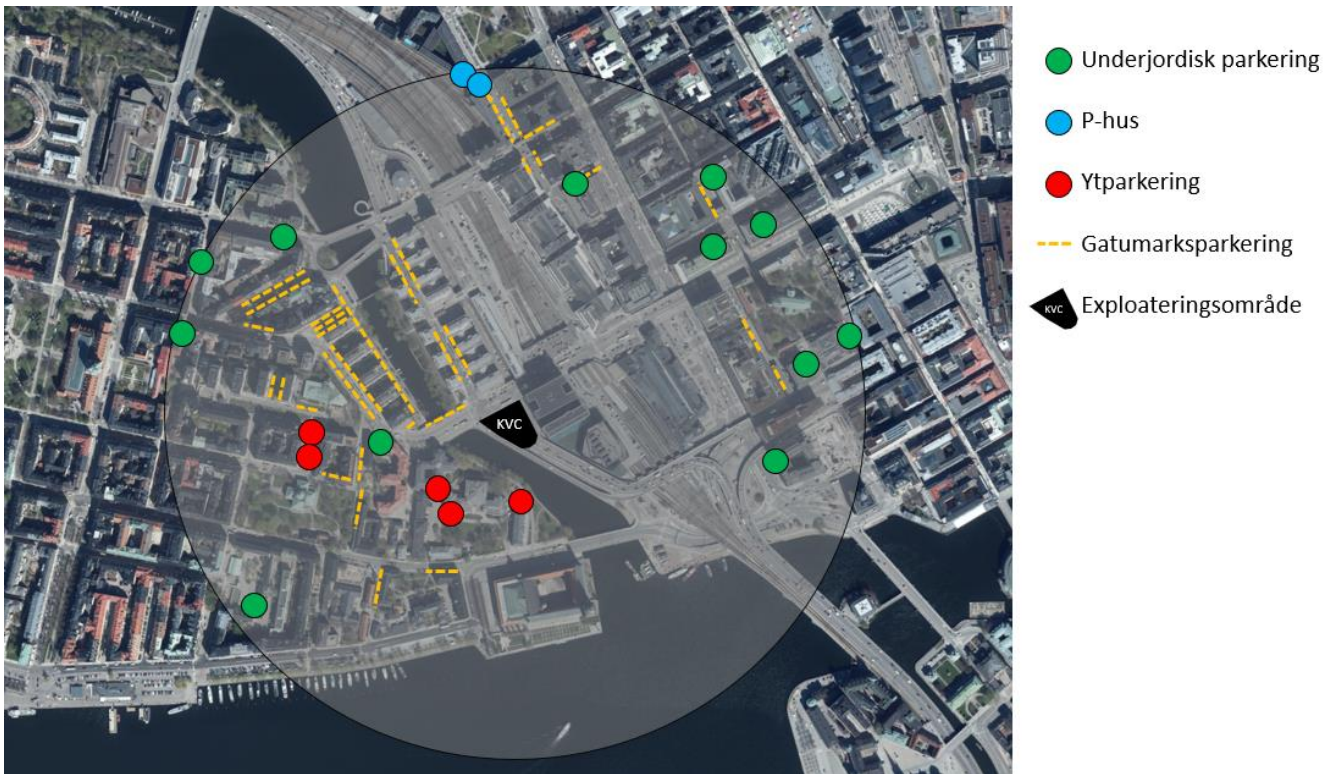 Underjordisk parkering
P-hus
Ytparkering
Gatumarksparkering
KVC Exploateringsområde
KVC